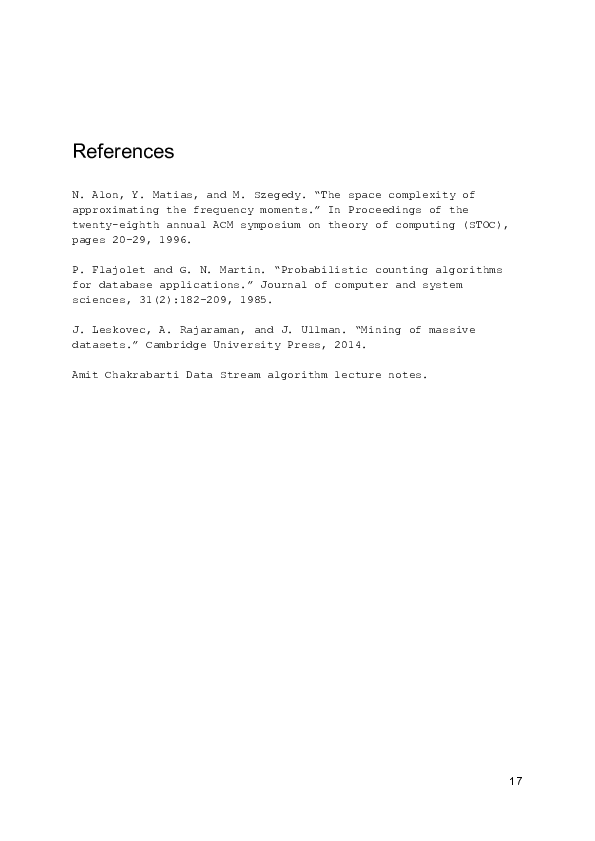 References
N. Alon, Y. Matias, and M. Szegedy. “The space complexity of
approximating the frequency moments.” In Proceedings of the
twenty-eighth annual ACM symposium on theory of computing (STOC),
pages 20-29, 1996.
P. Flajolet and G. N. Martin. “Probabilistic counting algorithms
for database applications.” Journal of computer and system
sciences, 31(2):182-209, 1985.
J. Leskovec, A. Rajaraman, and J. Ullman. “Mining of massive
datasets.” Cambridge University Press, 2014.
Amit Chakrabarti Data Stream algorithm lecture notes.
17